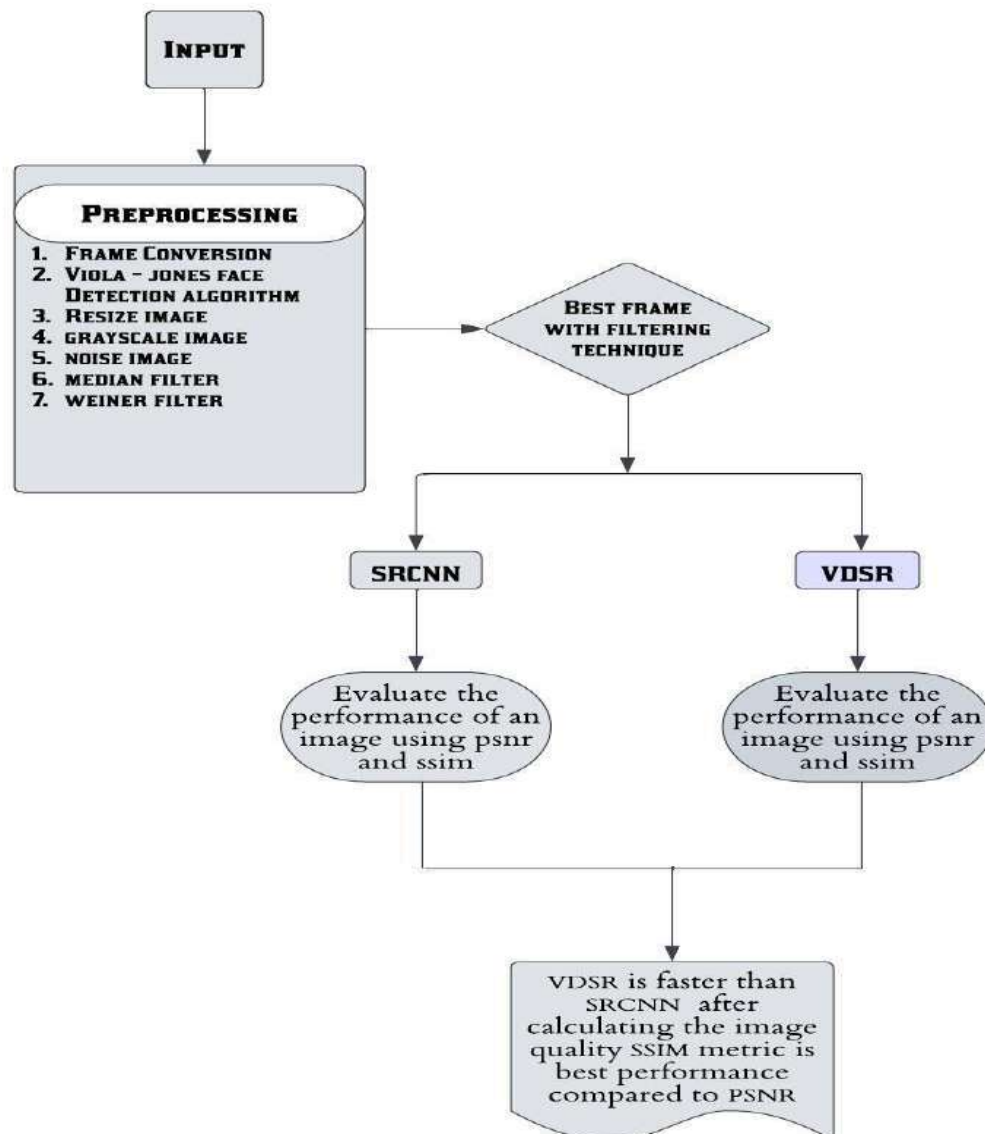 INPUT
PREPROCESSING
1. FRAME CONVERSION
2. VIOLA - JONES FACE
DETECTION ALGORITHM
3. RESIZE IMAGE
4. GRAYSCALE IMAGE
5. NOISE IMAGE
6. MEDIAN FILTER
7. WEINER FILTER
BEST FRAME
WITH FILTERING
TECHNIQUE
SRCNN
VDSR
Evaluate the
performance of an
image using psnr
and ssim
Evaluate the
performance of an
image using psnr
and ssim
VDSR is faster than
SRCNN after
calculating the image
quality SSIM metric is
best performance
compared to PSNR